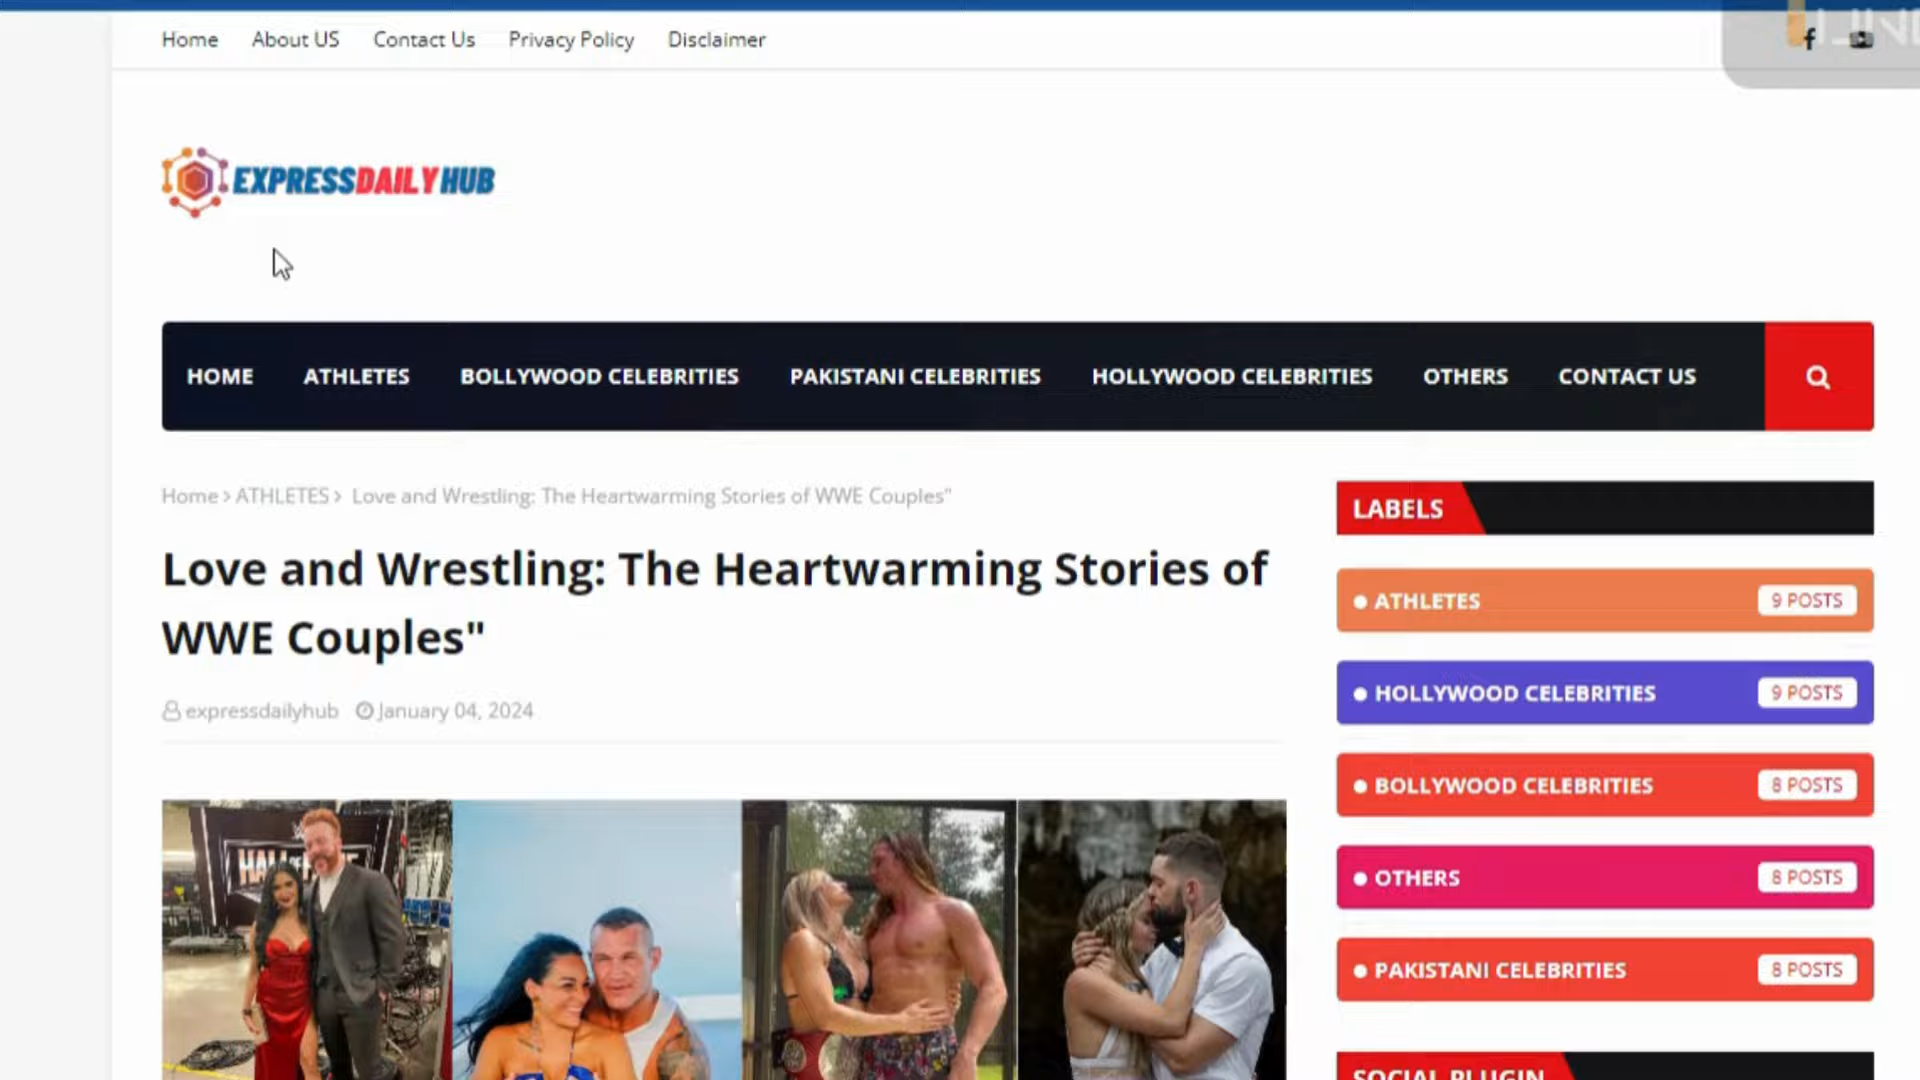 Home About US Contact Us Privacy Policy Disclaimer
EXPRESSDAILYHUB
HOME ATHLETES BOLLYWOOD CELEBRITIES PAKISTANI CELEBRITIES HOLLYWOOD CELEBRITIES OTHERS CONTACT US
Home > ATHLETES > Love and Wrestling: The Heartwarming Stories of WWE Couples"
Love and Wrestling: The Heartwarming Stories of
WWE Couples"
expressdailyhub January 04, 2024
LABELS
ATHLETES 9 POSTS
HOLLYWOOD CELEBRITIES 9 POSTS
BOLLYWOOD CELEBRITIES 8 POSTS
OTHERS 8 POSTS
PAKISTANI CELEBRITIES 8 POSTS
SOCIAL PLUGIN